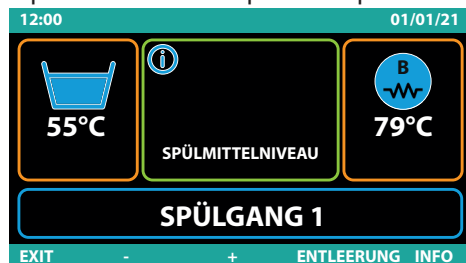 12:00 01/01/21
B
55°C 79°C
SPÜLMITTELNIVEAU
SPÜLGANG 1
EXIT - + ENTLEERUNG INFO